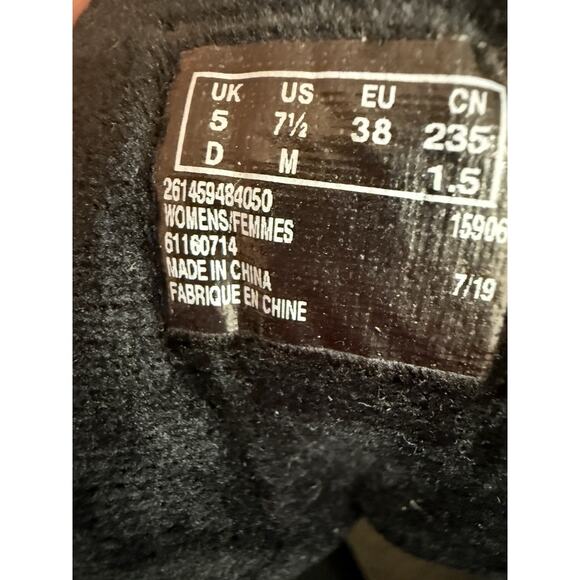 UK US EU CN
5 7½ 38 235
D M 1.5
261459484050
WOMENS/FEMMES 15906
61160714
MADE IN CHINA 7/19
FABRIQUE EN CHINE